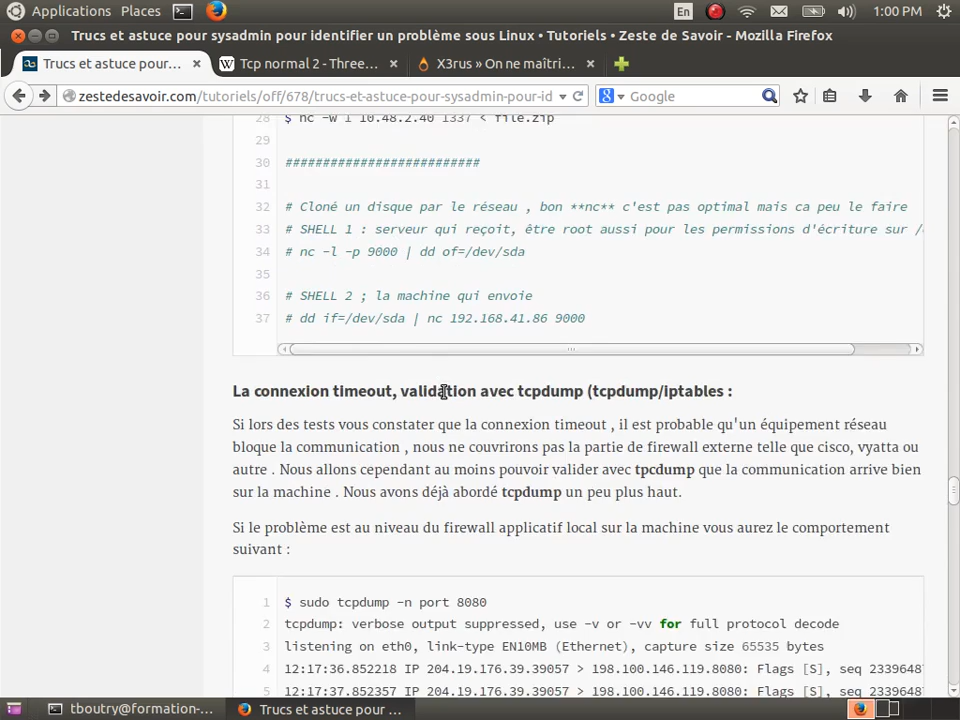 Applications Places En 1:00 PM
Trucs et astuce pour sysadmin pour identifier un problème sous Linux • Tutoriels • Zeste de Savoir - Mozilla Firefox
Trucs et astuce pour... Tcp normal 2 - Three... X3rus » On ne maîtri...
zestedesavoir.com/tutoriels/off/678/trucs-et-astuce-pour-sysadmin-pour-id Google
28 $ nc -w 1 10.48.2.40 1337 < file.zip
29
30 ##########################
31
32 # Cloné un disque par le réseau , bon **nc** c'est pas optimal mais ca peu le faire
33 # SHELL 1 : serveur qui reçoit, être root aussi pour les permissions d'écriture sur /
34 # nc -l -p 9000 | dd of=/dev/sda
35
36 # SHELL 2 ; la machine qui envoie
37 # dd if=/dev/sda | nc 192.168.41.86 9000
La connexion timeout, validation avec tcpdump (tcpdump/iptables :
Si lors des tests vous constater que la connexion timeout , il est probable qu'un équipement réseau
bloque la communication , nous ne couvrirons pas la partie de firewall externe telle que cisco, vyatta ou
autre . Nous allons cependant au moins pouvoir valider avec tpcdump que la communication arrive bien
sur la machine . Nous avons déjà abordé tcpdump un peu plus haut.
Si le problème est au niveau du firewall applicatif local sur la machine vous aurez le comportement
suivant :
1 $ sudo tcpdump -n port 8080
2 tcpdump: verbose output suppressed, use -v or -vv for full protocol decode
3 listening on eth0, link-type EN10MB (Ethernet), capture size 65535 bytes
4 12:17:36.852218 IP 204.19.176.39.39057 > 198.100.146.119.8080: Flags [S], seq 2339648
5 12:17:37.852357 IP 204.19.176.39.39057 > 198.100.146.119.8080: Flags [S], seq 2339648
tboutry@formation-... Trucs et astuce pour ...